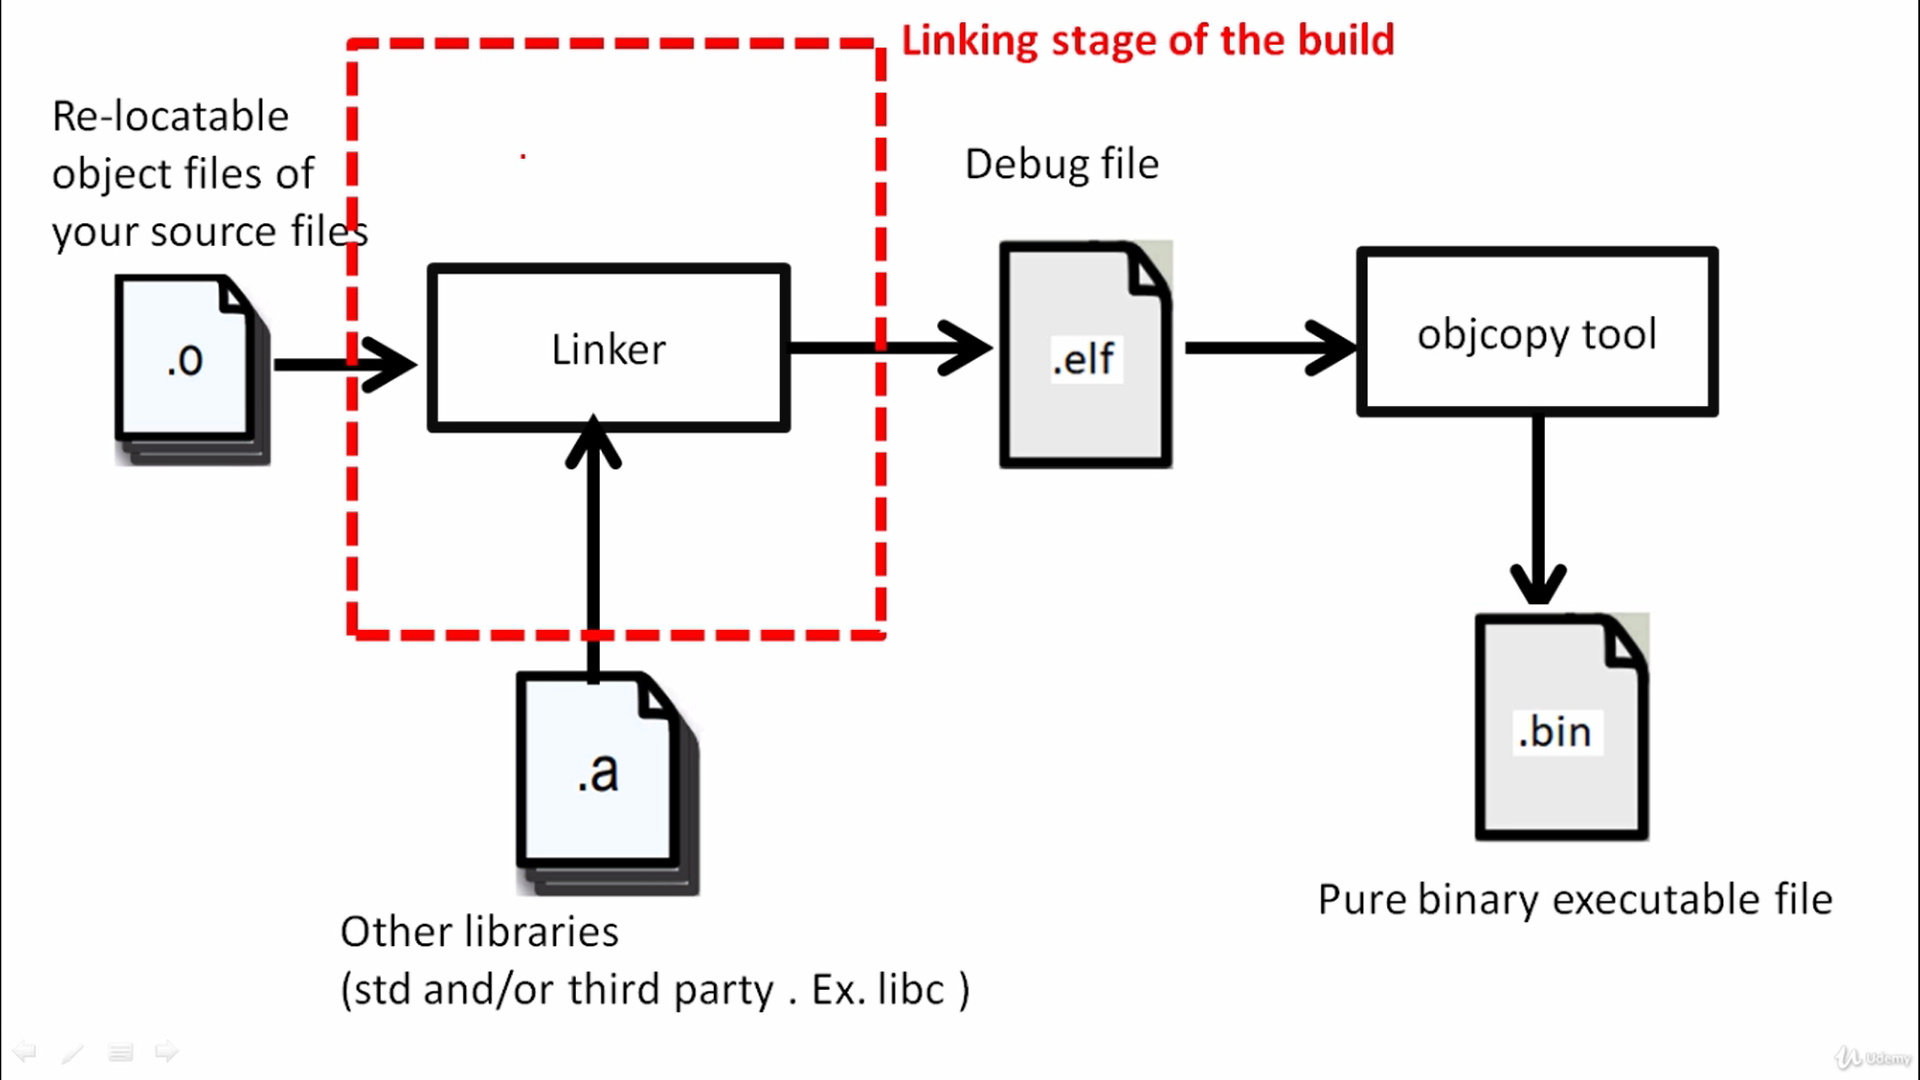 Linking stage of the build
Re-locatable
object files of
your source files
Debug file
.o
Linker
.elf
objcopy tool
.a
.bin
Pure binary executable file
Other libraries
(std and/or third party . Ex. libc )
Udemy